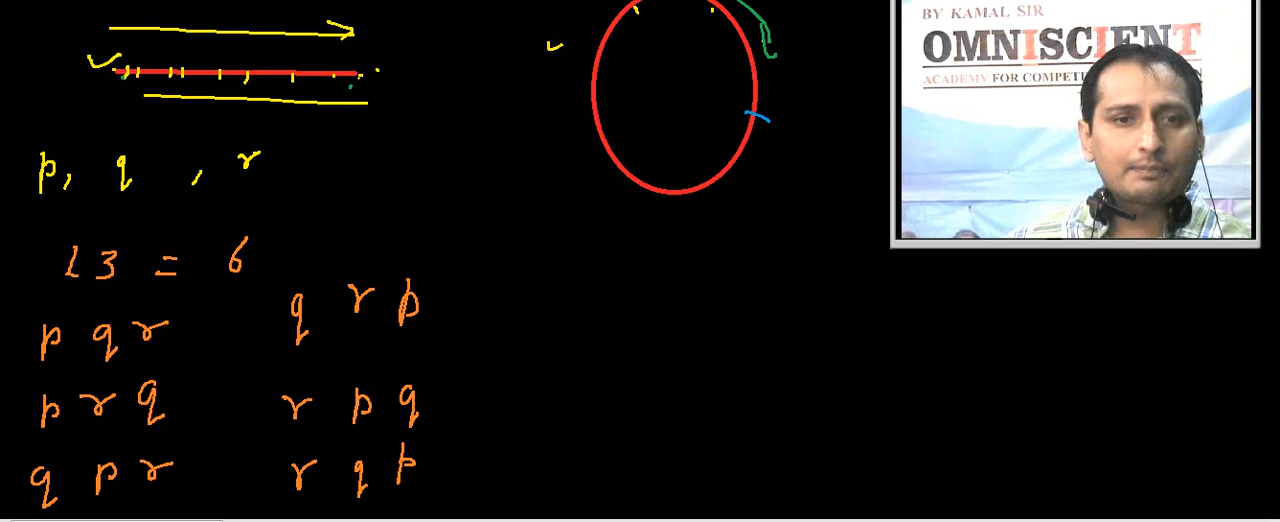 BY KAMAL SIR
OMNISCIENT
ACADEMY FOR COMPETI
p, q , r
L3 = 6
q r p
p q r
p r q
r p q
q p r
r q p